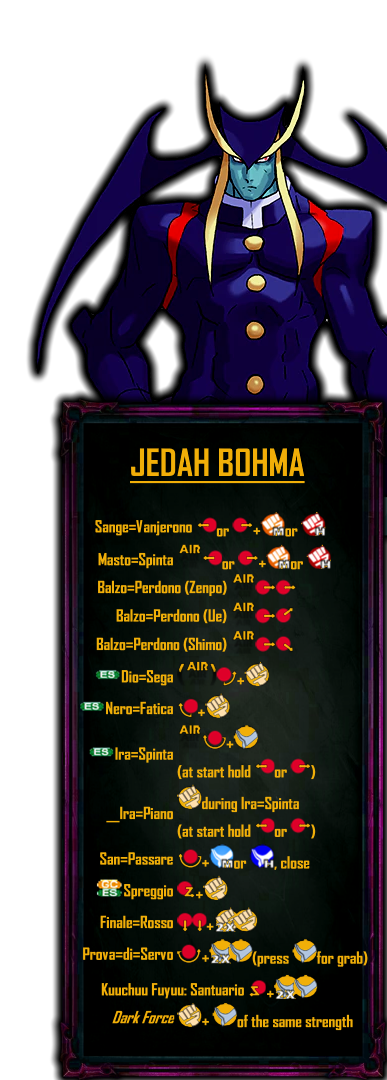 JEDAH BOHMA
Sange=Vanjerono or + M or H
Masto=Spinta AIR or + M or H
Balzo=Perdono (Zenpo) AIR
Balzo=Perdono (Ue) AIR
Balzo=Perdono (Shimo) AIR
ES Dio=Sega (AIR) +
ES Nero=Fatica +
ES Ira=Spinta AIR +
(at start hold or )
__Ira=Piano during Ira=Spinta
(at start hold or )
San=Passare + M or H, close
GC ES Spreggio +
Finale=Rosso + 2X
Prova=di=Servo + 2X (press for grab)
Kuuchuu Fuyuu: Santuario + 2X
Dark Force + of the same strength